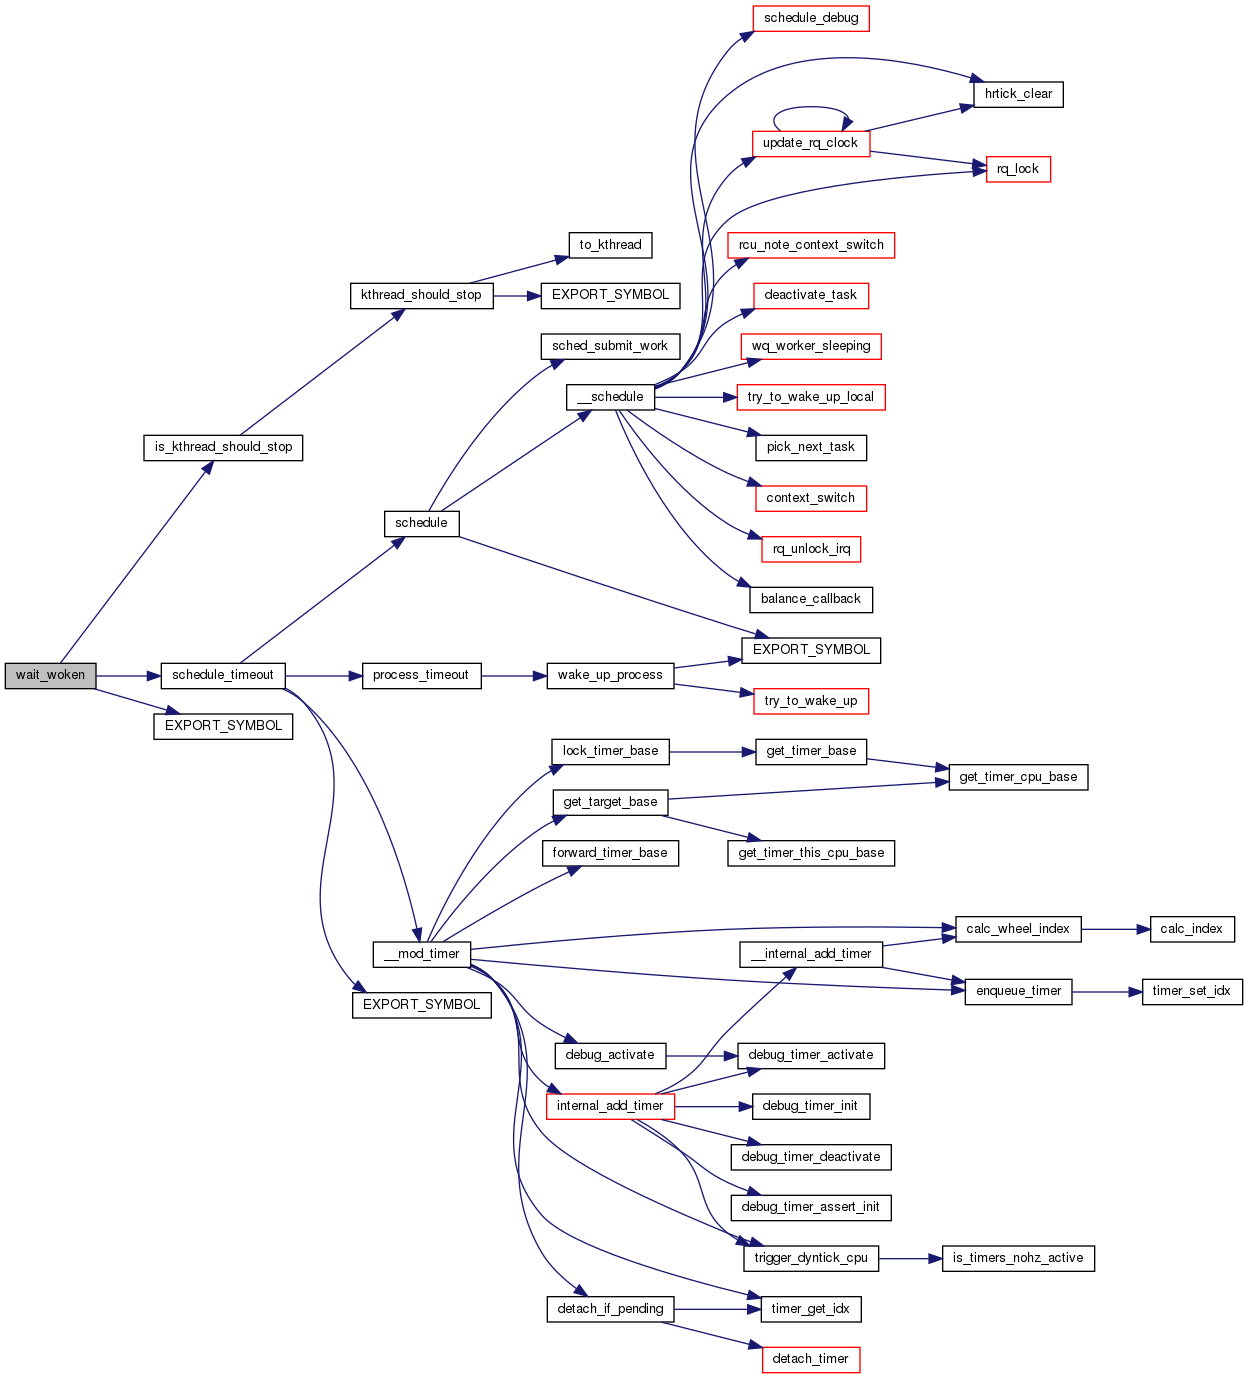 schedule_debug
hrtick_clear
update_rq_clock
rq_lock
to_kthread
rcu_note_context_switch
kthread_should_stop
EXPORT_SYMBOL
deactivate_task
sched_submit_work
wq_worker_sleeping
__schedule
try_to_wake_up_local
is_kthread_should_stop
pick_next_task
context_switch
schedule
rq_unlock_irq
balance_callback
EXPORT_SYMBOL
wait_woken
schedule_timeout
process_timeout
wake_up_process
try_to_wake_up
EXPORT_SYMBOL
lock_timer_base
get_timer_base
get_timer_cpu_base
get_target_base
forward_timer_base
get_timer_this_cpu_base
calc_wheel_index
calc_index
__mod_timer
__internal_add_timer
enqueue_timer
timer_set_idx
EXPORT_SYMBOL
debug_activate
debug_timer_activate
internal_add_timer
debug_timer_init
debug_timer_deactivate
debug_timer_assert_init
trigger_dyntick_cpu
is_timers_nohz_active
detach_if_pending
timer_get_idx
detach_timer